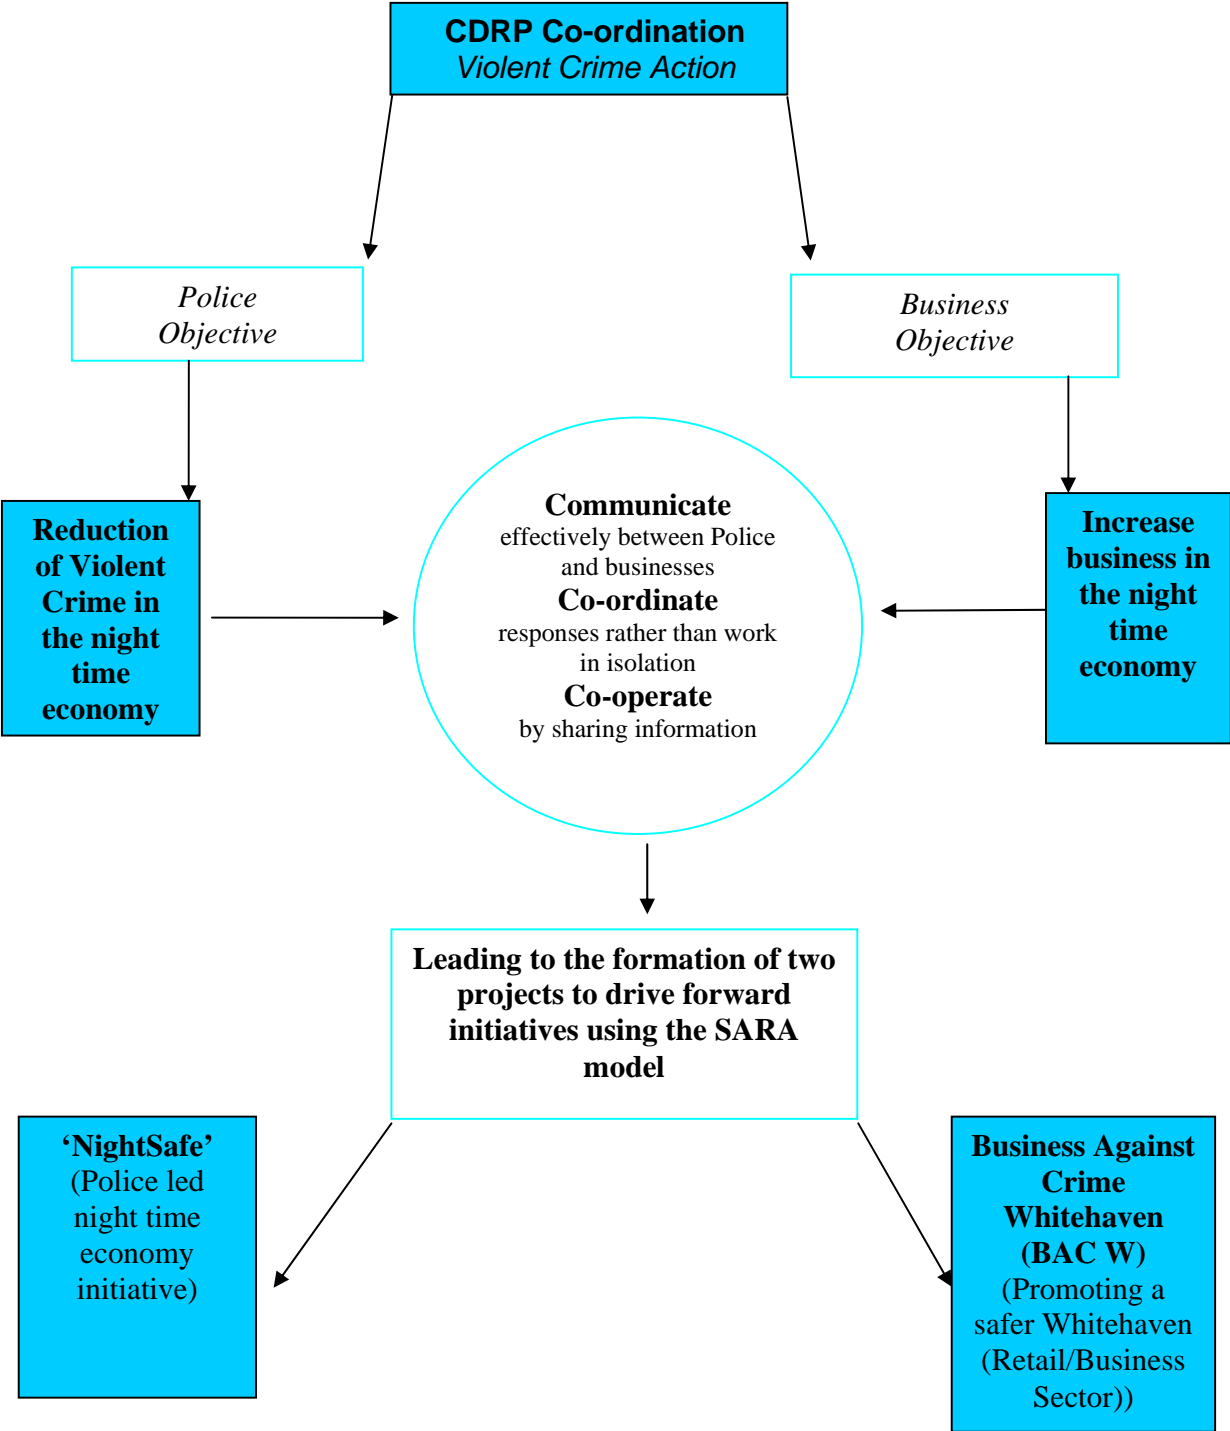 CDRP Co-ordination
Violent Crime Action
Police
Objective
Business
Objective
Reduction
of Violent
Crime in
the night
time
economy
Communicate
effectively between Police
and businesses
Co-ordinate
responses rather than work
in isolation
Co-operate
by sharing information
Increase
business in
the night
time
economy
Leading to the formation of two
projects to drive forward
initiatives using the SARA
model
‘NightSafe’
(Police led
night time
economy
initiative)
Business Against
Crime
Whitehaven
(BAC W)
(Promoting a
safer Whitehaven
(Retail/Business
Sector))